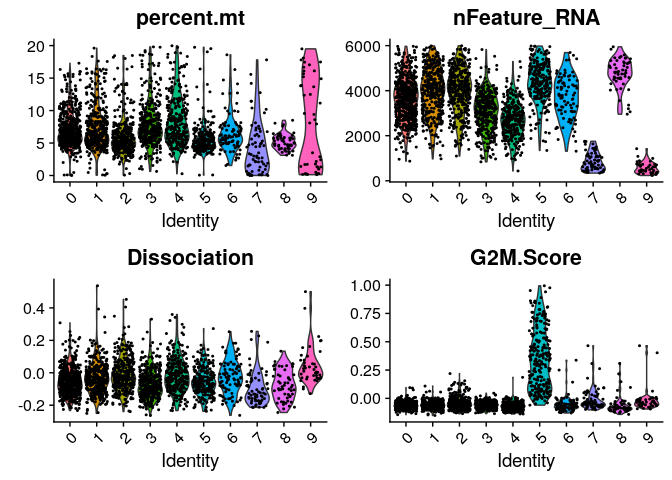 percent.mt
20
15
10
5
0
0 1 2 3 4 5 6 7 8 9
Identity
nFeature_RNA
6000
4000
2000
0
0 1 2 3 4 5 6 7 8 9
Identity
Dissociation
0.4
0.2
0.0
-0.2
0 1 2 3 4 5 6 7 8 9
Identity
G2M.Score
1.00
0.75
0.50
0.25
0.00
0 1 2 3 4 5 6 7 8 9
Identity